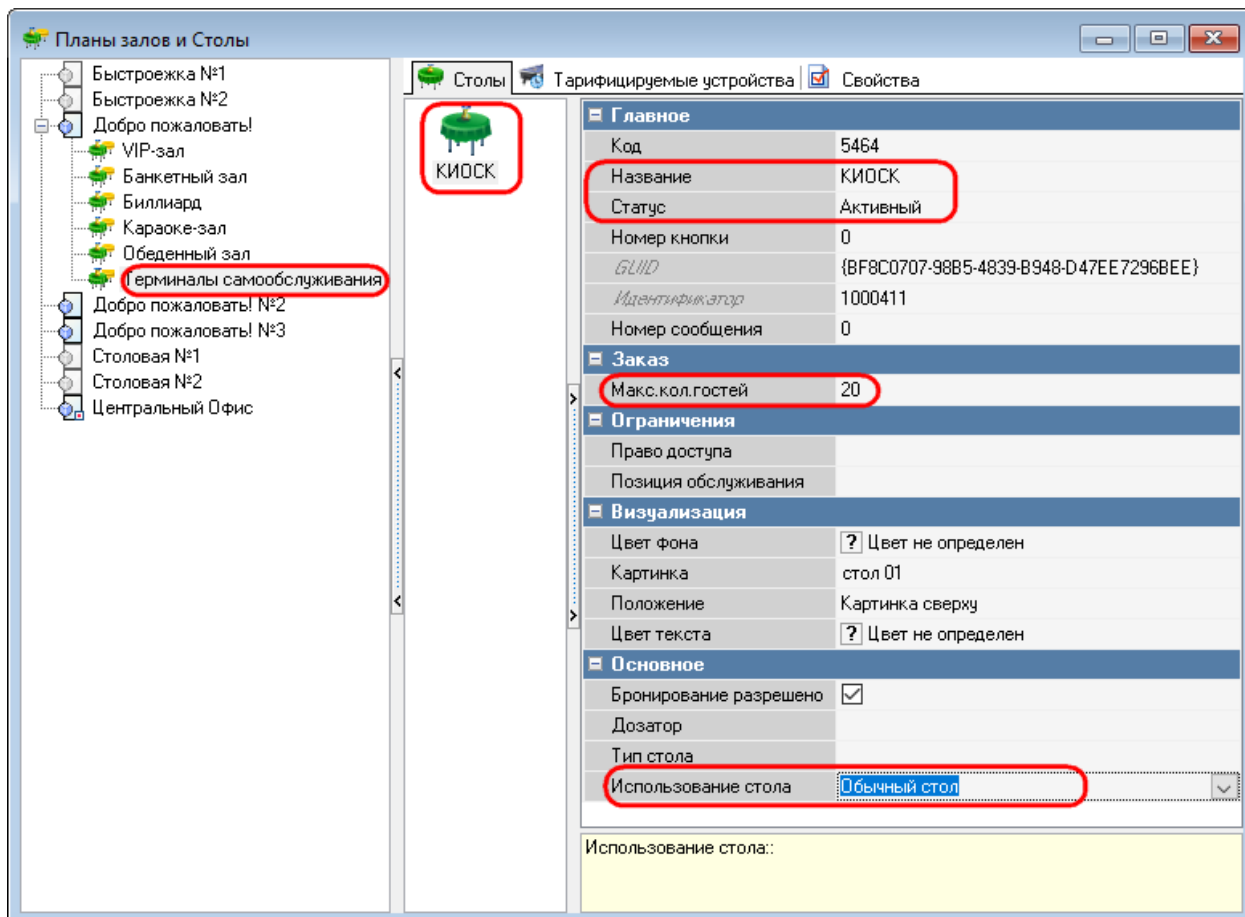 Планы залов и Столы
Быстроежка №1
Быстроежка №2
Добро пожаловать!
VIP-зал
Банкетный зал
Биллиард
Караоке-зал
Обеденный зал
Терминалы самообслуживания
Добро пожаловать! №2
Добро пожаловать! №3
Столовая №1
Столовая №2
Центральный Офис
Столы Тарифицируемые устройства Свойства
КИОСК
Главное
Код 5464
Название КИОСК
Статус Активный
Номер кнопки 0
GUID {BF8C0707-98B5-4839-B948-D47EE7296BEE}
Идентификатор 1000411
Номер сообщения 0
Заказ
Макс.кол.гостей 20
Ограничения
Право доступа
Позиция обслуживания
Визуализация
Цвет фона ? Цвет не определен
Картинка стол 01
Положение Картинка сверху
Цвет текста ? Цвет не определен
Основное
Бронирование разрешено
Дозатор
Тип стола
Использование стола Обычный стол
Использование стола::